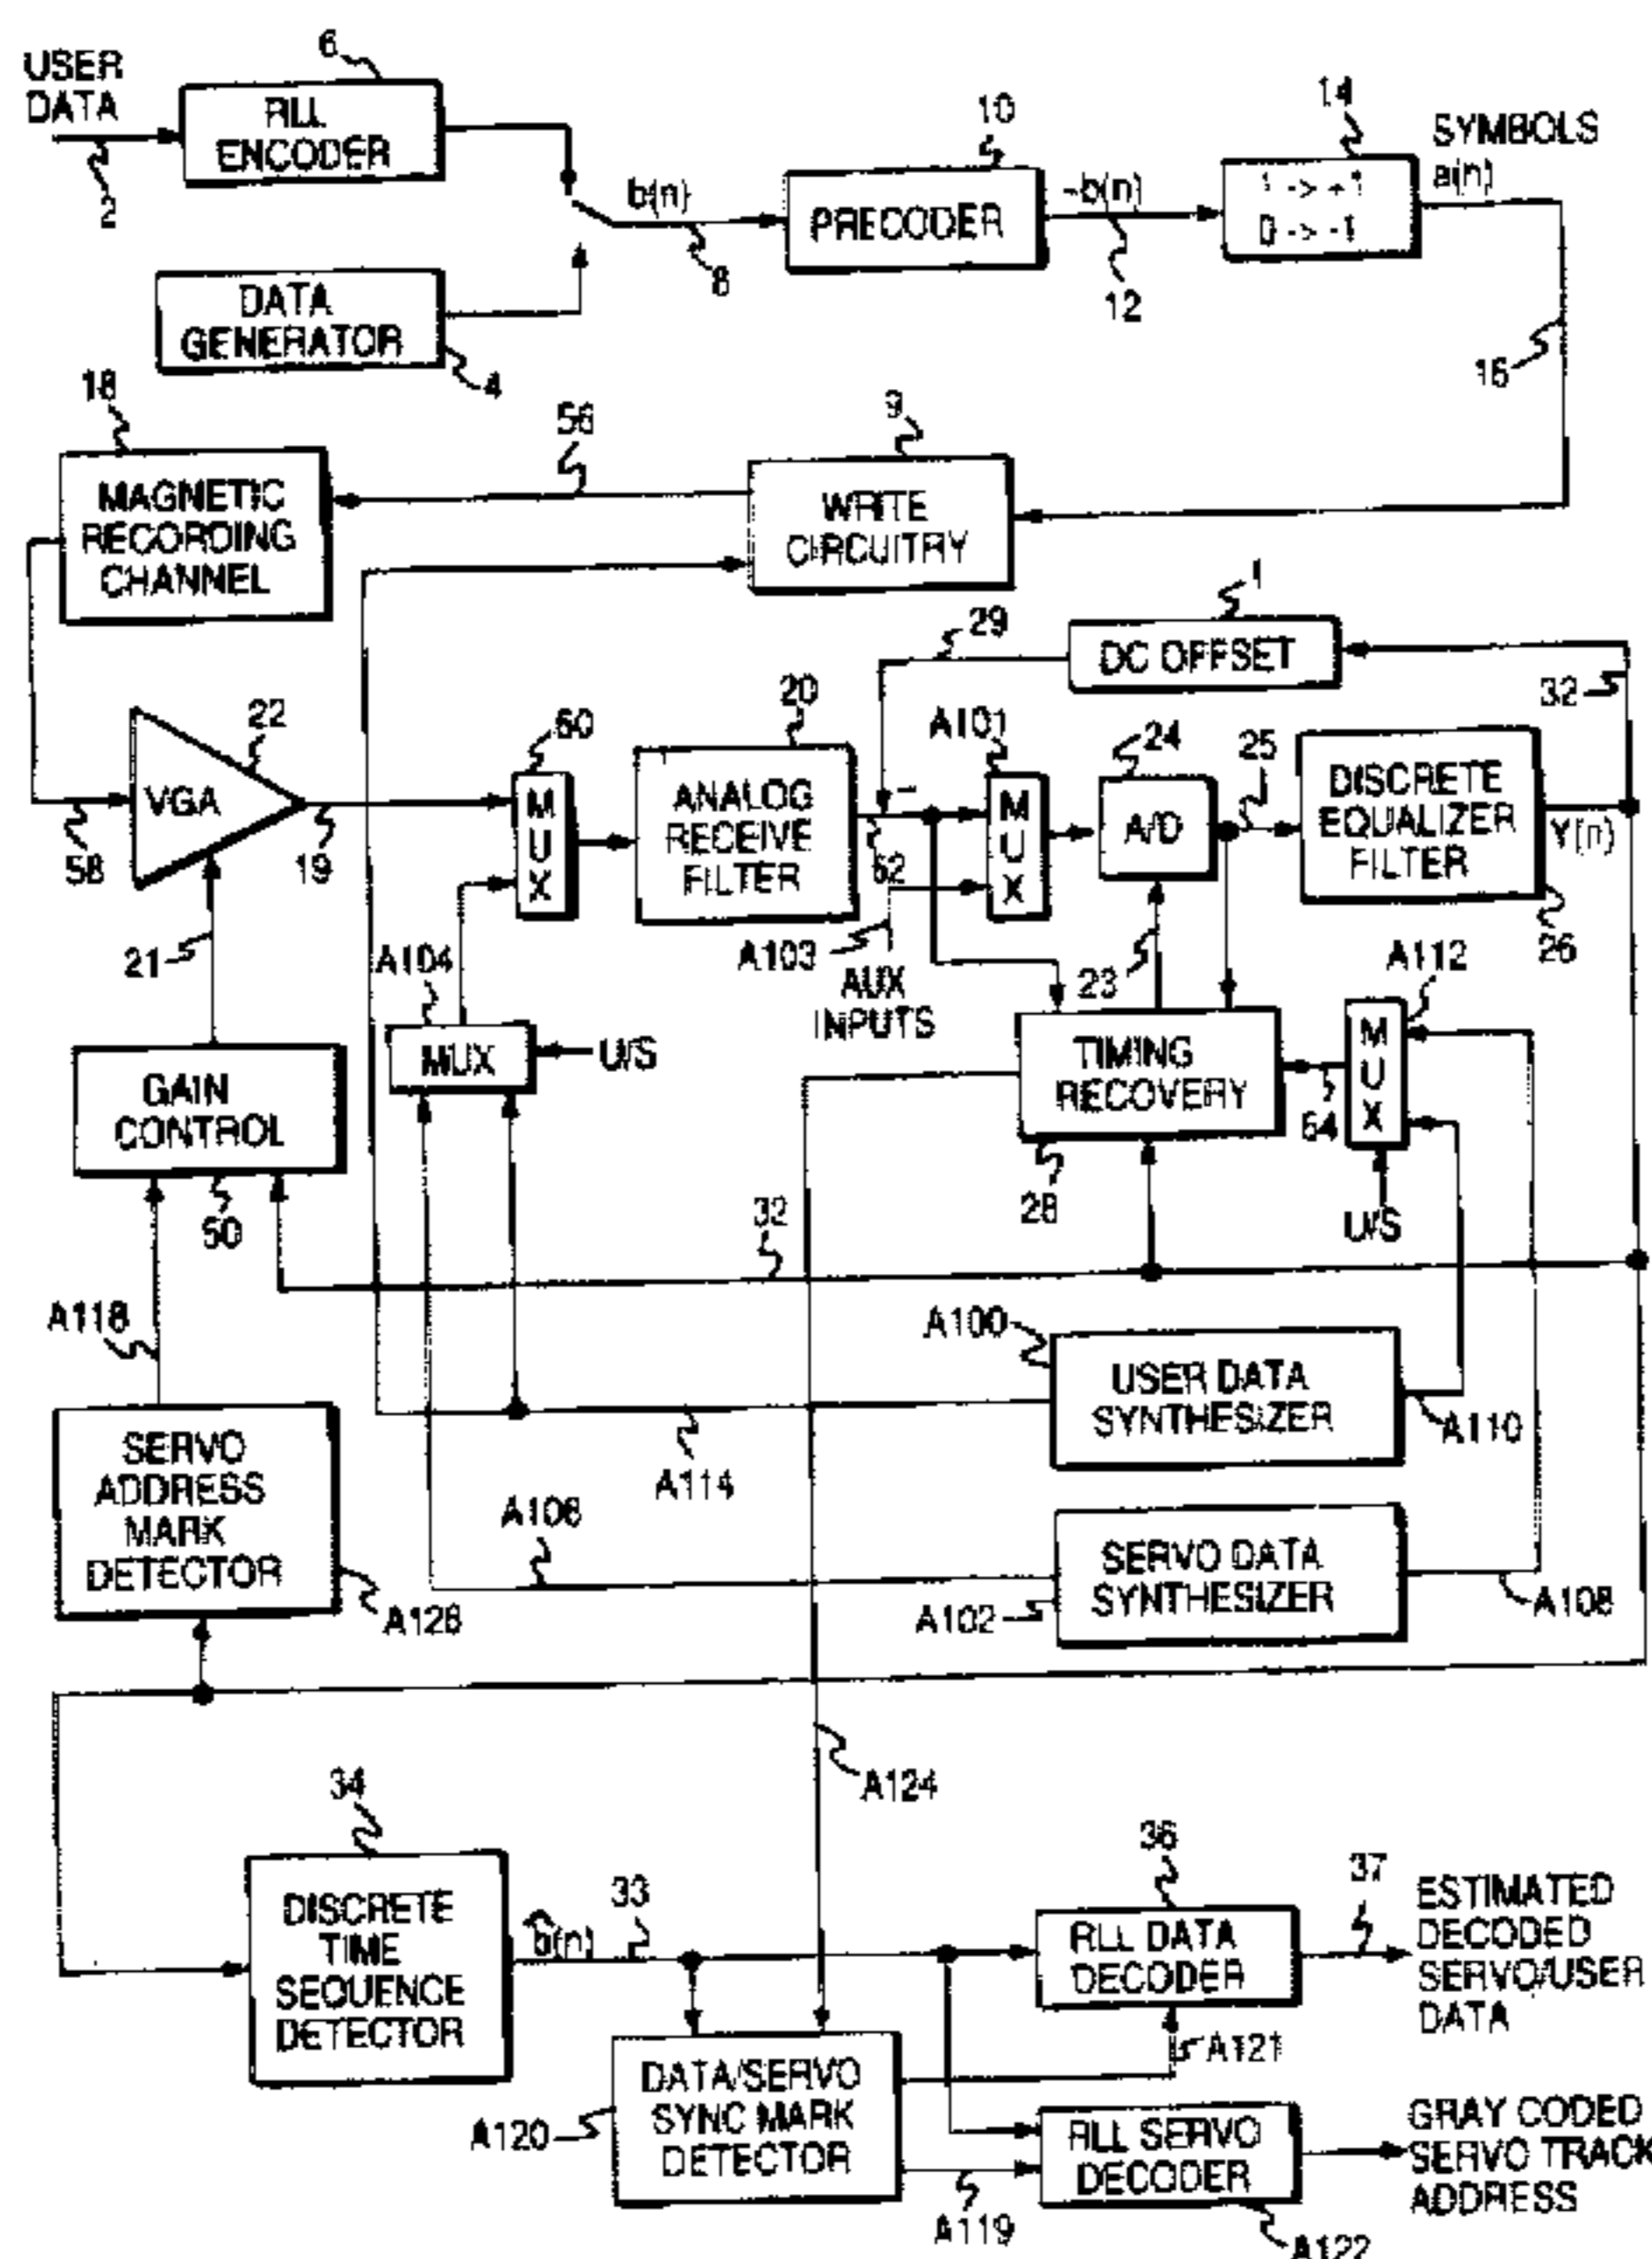 USER
DATA
2
6
RLL
ENCODER
DATA
GENERATOR
4
b(n)
8
10
PRECODER
~b(n)
12
14
1 -> +1
0 -> -1
SYMBOLS
a(n)
16
18
MAGNETIC
RECORDING
CHANNEL
56
9
WRITE
CIRCUITRY
29
1
DC OFFSET
32
VGA
22
58
19
21
60
M
U
X
20
ANALOG
RECEIVE
FILTER
-
62
A101
M
U
X
A103
AUX
INPUTS
24
A/D
25
23
DISCRETE
EQUALIZER
FILTER
Y(n)
26
A104
MUX
U/S
GAIN
CONTROL
50
TIMING
RECOVERY
28
64
A112
M
U
X
U/S
32
A118
A100
USER DATA
SYNTHESIZER
A110
A114
SERVO
ADDRESS
MARK
DETECTOR
A128
A106
A102
SERVO DATA
SYNTHESIZER
A108
A124
34
DISCRETE
TIME
SEQUENCE
DETECTOR
b̂(n)
33
36
RLL DATA
DECODER
37
ESTIMATED
DECODED
SERVO/USER
DATA
A121
A120
DATA/SERVO
SYNC MARK
DETECTOR
A119
RLL SERVO
DECODER
A122
GRAY CODED
SERVO TRACK
ADDRESS